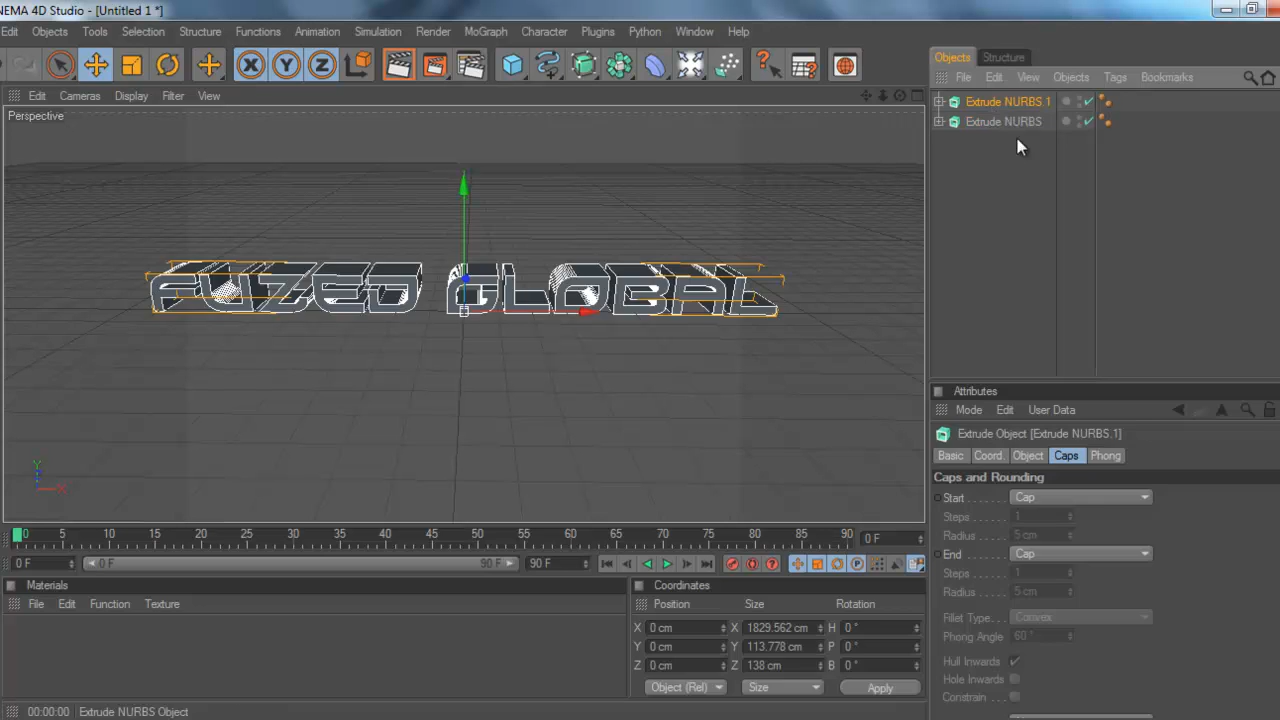 NEMA 4D Studio - [Untitled 1 *]
Edit Objects Tools Selection Structure Functions Animation Simulation Render MoGraph Character Plugins Python Window Help
X Y Z
Objects Structure
File Edit View Objects Tags Bookmarks
Edit Cameras Display Filter View
Extrude NURBS.1
Extrude NURBS
Perspective
FUZED GLOBAL
Y
X
Attributes
Mode Edit User Data
Extrude Object [Extrude NURBS.1]
Basic Coord. Object Caps Phong
Caps and Rounding
Start Cap
Steps 1
Radius 5 cm
End Cap
Steps 1
Radius 5 cm
Fillet Type Convex
Phong Angle 60 °
Hull Inwards
Hole Inwards
Constrain
0 5 10 15 20 25 30 35 40 45 50 55 60 65 70 75 80 85 90 0 F
0 F 0 F 90 F 90 F
Materials
File Edit Function Texture
Coordinates
Position Size Rotation
X 0 cm X 1829.562 cm H 0 °
Y 0 cm Y 113.778 cm P 0 °
Z 0 cm Z 138 cm B 0 °
Object (Rel) Size Apply
00:00:00 Extrude NURBS Object